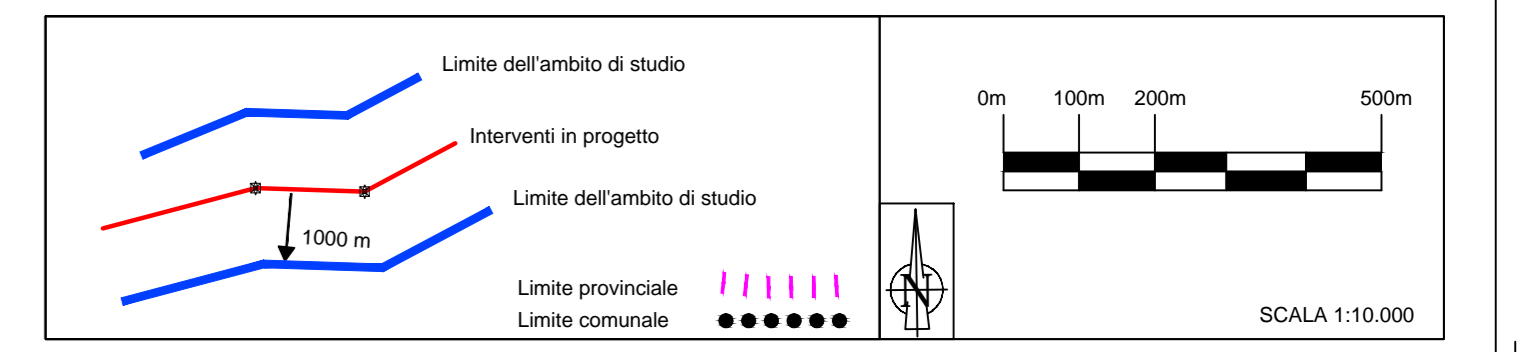 Limite dell'ambito di studio
Interventi in progetto
Limite dell'ambito di studio
1000 m
Limite provinciale
Limite comunale
0m 100m 200m 500m
N
SCALA 1:10.000